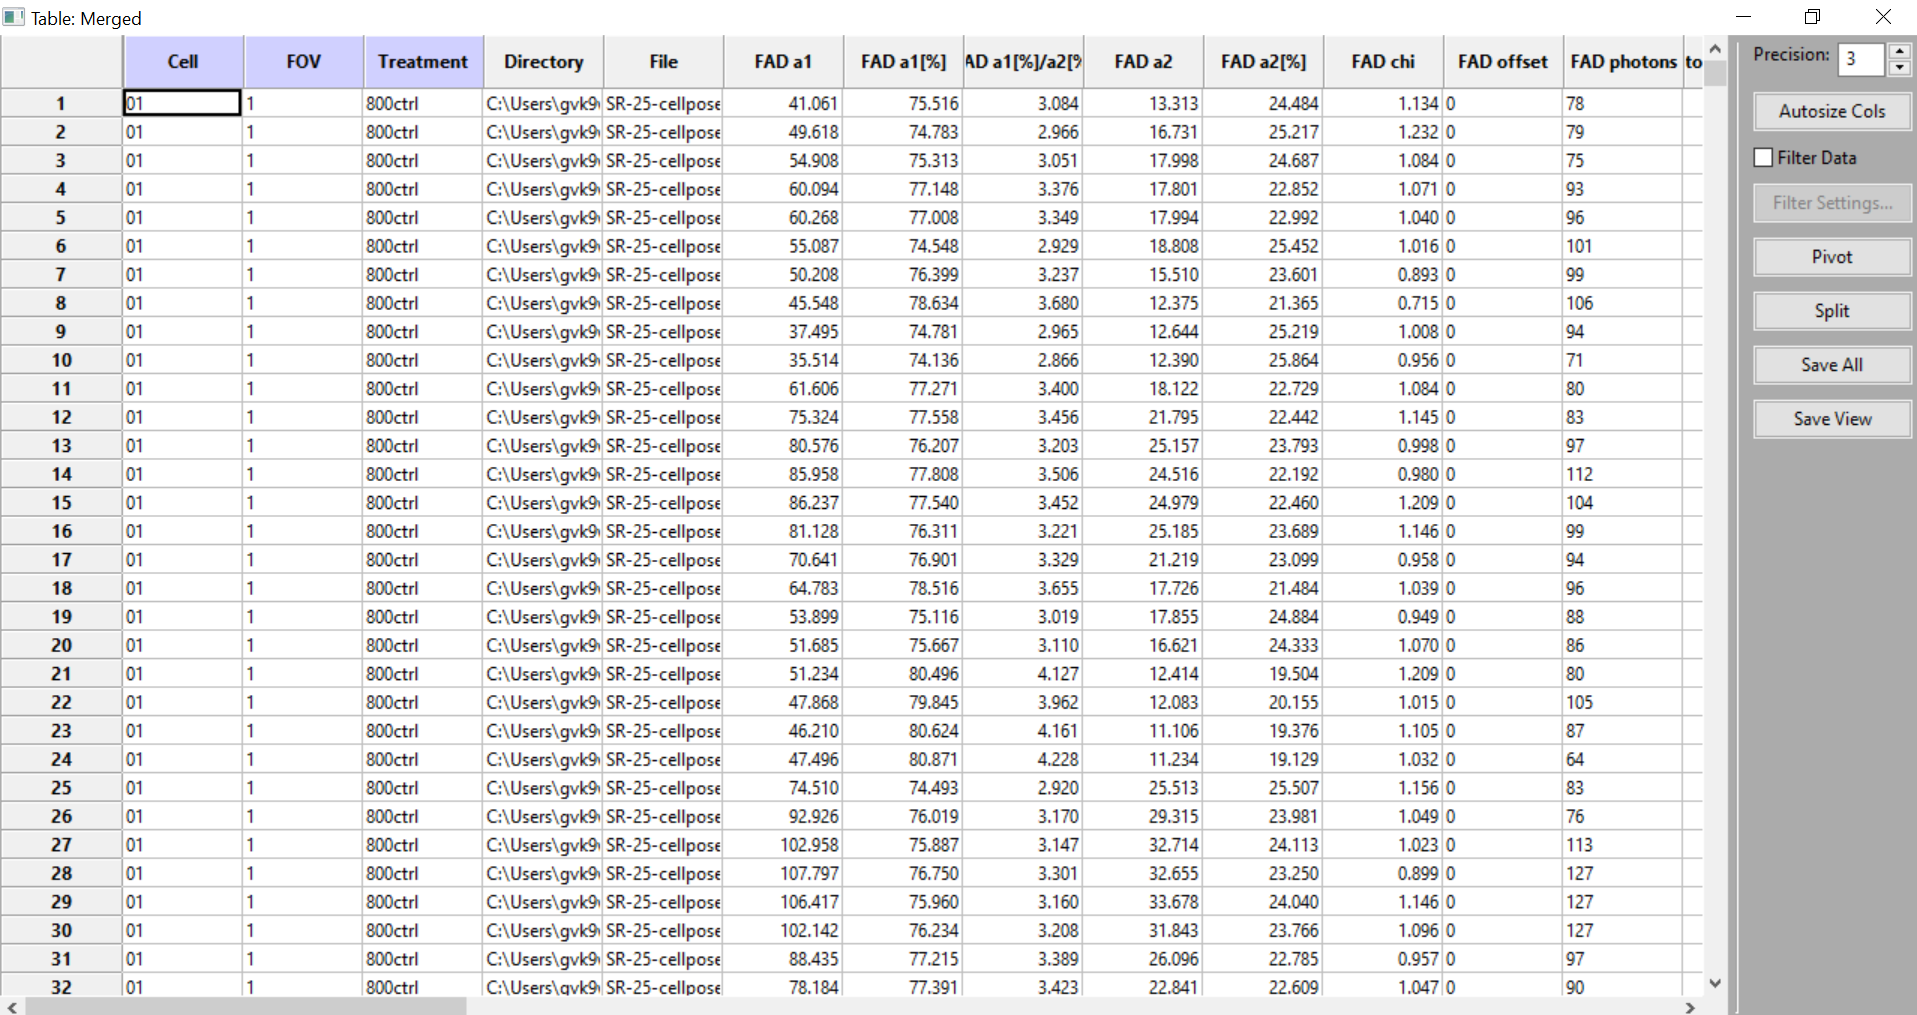 Table: Merged
Cell FOV Treatment Directory File FAD a1 FAD a1[%] AD a1[%]/a2[% FAD a2 FAD a2[%] FAD chi FAD offset FAD photons to
1 01 1 800ctrl C:\Users\gvk9 SR-25-cellpose 41.061 75.516 3.084 13.313 24.484 1.134 0 78
2 01 1 800ctrl C:\Users\gvk9 SR-25-cellpose 49.618 74.783 2.966 16.731 25.217 1.232 0 79
3 01 1 800ctrl C:\Users\gvk9 SR-25-cellpose 54.908 75.313 3.051 17.998 24.687 1.084 0 75
4 01 1 800ctrl C:\Users\gvk9 SR-25-cellpose 60.094 77.148 3.376 17.801 22.852 1.071 0 93
5 01 1 800ctrl C:\Users\gvk9 SR-25-cellpose 60.268 77.008 3.349 17.994 22.992 1.040 0 96
6 01 1 800ctrl C:\Users\gvk9 SR-25-cellpose 55.087 74.548 2.929 18.808 25.452 1.016 0 101
7 01 1 800ctrl C:\Users\gvk9 SR-25-cellpose 50.208 76.399 3.237 15.510 23.601 0.893 0 99
8 01 1 800ctrl C:\Users\gvk9 SR-25-cellpose 45.548 78.634 3.680 12.375 21.365 0.715 0 106
9 01 1 800ctrl C:\Users\gvk9 SR-25-cellpose 37.495 74.781 2.965 12.644 25.219 1.008 0 94
10 01 1 800ctrl C:\Users\gvk9 SR-25-cellpose 35.514 74.136 2.866 12.390 25.864 0.956 0 71
11 01 1 800ctrl C:\Users\gvk9 SR-25-cellpose 61.606 77.271 3.400 18.122 22.729 1.084 0 80
12 01 1 800ctrl C:\Users\gvk9 SR-25-cellpose 75.324 77.558 3.456 21.795 22.442 1.145 0 83
13 01 1 800ctrl C:\Users\gvk9 SR-25-cellpose 80.576 76.207 3.203 25.157 23.793 0.998 0 97
14 01 1 800ctrl C:\Users\gvk9 SR-25-cellpose 85.958 77.808 3.506 24.516 22.192 0.980 0 112
15 01 1 800ctrl C:\Users\gvk9 SR-25-cellpose 86.237 77.540 3.452 24.979 22.460 1.209 0 104
16 01 1 800ctrl C:\Users\gvk9 SR-25-cellpose 81.128 76.311 3.221 25.185 23.689 1.146 0 99
17 01 1 800ctrl C:\Users\gvk9 SR-25-cellpose 70.641 76.901 3.329 21.219 23.099 0.958 0 94
18 01 1 800ctrl C:\Users\gvk9 SR-25-cellpose 64.783 78.516 3.655 17.726 21.484 1.039 0 96
19 01 1 800ctrl C:\Users\gvk9 SR-25-cellpose 53.899 75.116 3.019 17.855 24.884 0.949 0 88
20 01 1 800ctrl C:\Users\gvk9 SR-25-cellpose 51.685 75.667 3.110 16.621 24.333 1.070 0 86
21 01 1 800ctrl C:\Users\gvk9 SR-25-cellpose 51.234 80.496 4.127 12.414 19.504 1.209 0 80
22 01 1 800ctrl C:\Users\gvk9 SR-25-cellpose 47.868 79.845 3.962 12.083 20.155 1.015 0 105
23 01 1 800ctrl C:\Users\gvk9 SR-25-cellpose 46.210 80.624 4.161 11.106 19.376 1.105 0 87
24 01 1 800ctrl C:\Users\gvk9 SR-25-cellpose 47.496 80.871 4.228 11.234 19.129 1.032 0 64
25 01 1 800ctrl C:\Users\gvk9 SR-25-cellpose 74.510 74.493 2.920 25.513 25.507 1.156 0 83
26 01 1 800ctrl C:\Users\gvk9 SR-25-cellpose 92.926 76.019 3.170 29.315 23.981 1.049 0 76
27 01 1 800ctrl C:\Users\gvk9 SR-25-cellpose 102.958 75.887 3.147 32.714 24.113 1.023 0 113
28 01 1 800ctrl C:\Users\gvk9 SR-25-cellpose 107.797 76.750 3.301 32.655 23.250 0.899 0 127
29 01 1 800ctrl C:\Users\gvk9 SR-25-cellpose 106.417 75.960 3.160 33.678 24.040 1.146 0 127
30 01 1 800ctrl C:\Users\gvk9 SR-25-cellpose 102.142 76.234 3.208 31.843 23.766 1.096 0 127
31 01 1 800ctrl C:\Users\gvk9 SR-25-cellpose 88.435 77.215 3.389 26.096 22.785 0.957 0 97
32 01 1 800ctrl C:\Users\gvk9 SR-25-cellpose 78.184 77.391 3.423 22.841 22.609 1.047 0 90
Precision: 3
Autosize Cols
Filter Data
Filter Settings...
Pivot
Split
Save All
Save View